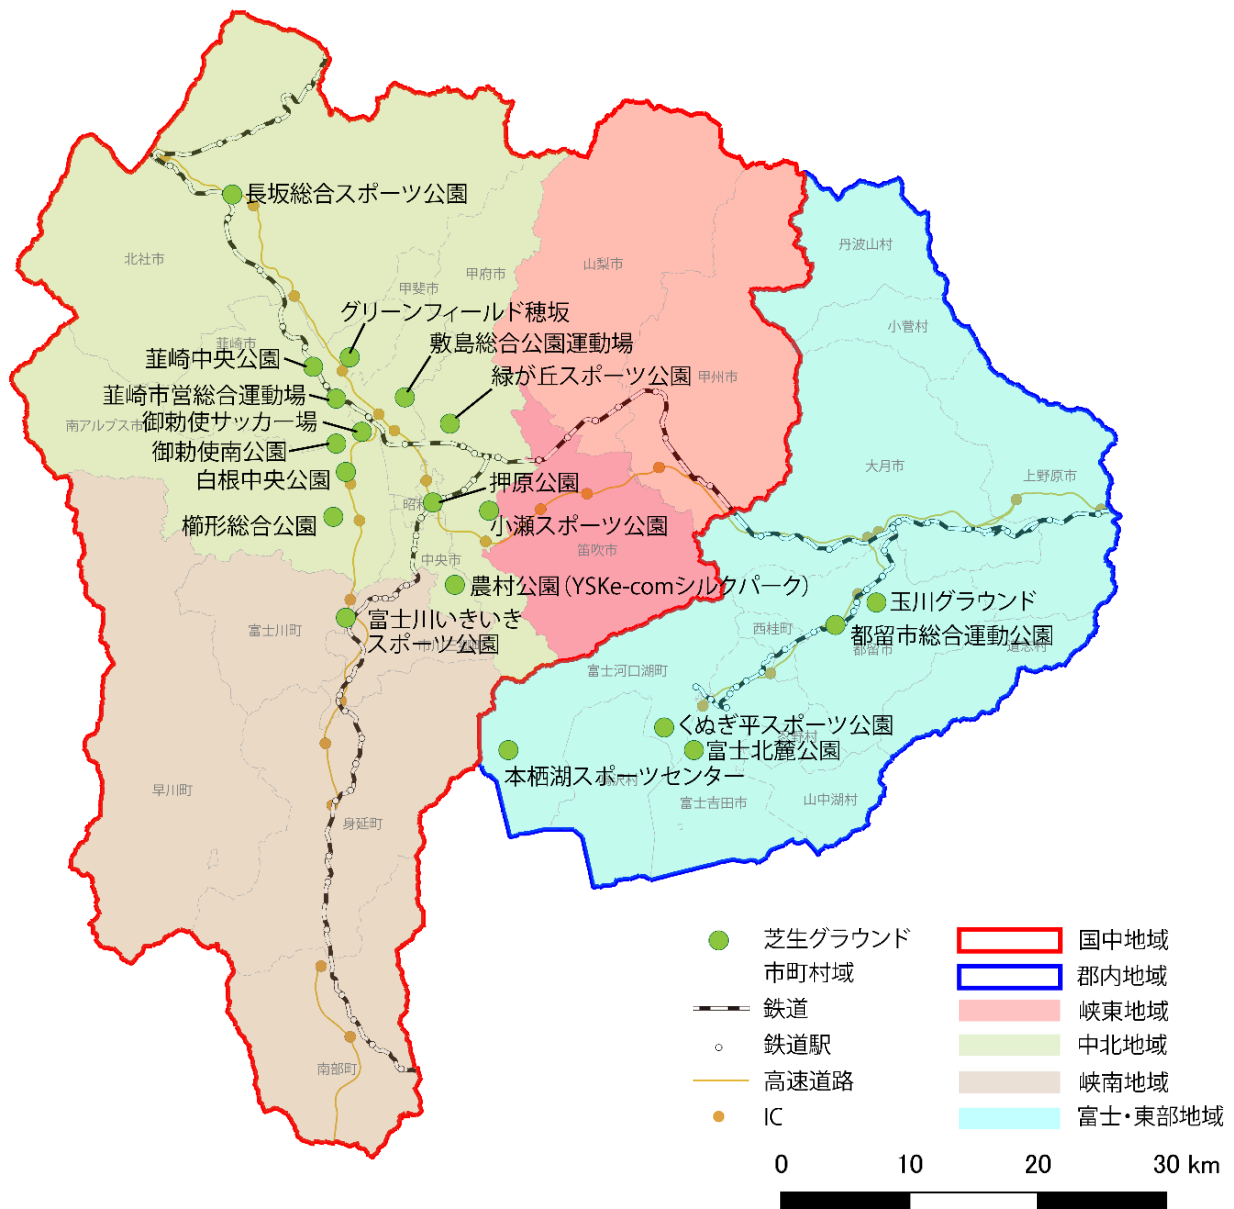 長坂総合スポーツ公園
丹波山村
北杜市
山梨市
甲府市
甲斐市
グリーンフィールド穂坂
小菅村
韮崎市
敷島総合公園運動場
韮崎中央公園
緑が丘スポーツ公園
甲州市
韮崎市営総合運動場
御勅使サッカー場
南アルプス市
御勅使南公園
大月市
白根中央公園
上野原市
押原公園
昭和
櫛形総合公園
小瀬スポーツ公園
笛吹市
中央市
農村公園(YSKe-comシルクパーク)
玉川グラウンド
富士川いきいき
スポーツ公園
富士川町
西桂町
都留市総合運動公園
都留市
道志村
富士河口湖町
くぬぎ平スポーツ公園
忍野村
富士北麓公園
本栖湖スポーツセンター
鳴沢村
早川町
富士吉田市
山中湖村
身延町
南部町
芝生グラウンド
市町村域
鉄道
鉄道駅
高速道路
IC
国中地域
郡内地域
峡東地域
中北地域
峡南地域
富士・東部地域
0 10 20 30 km